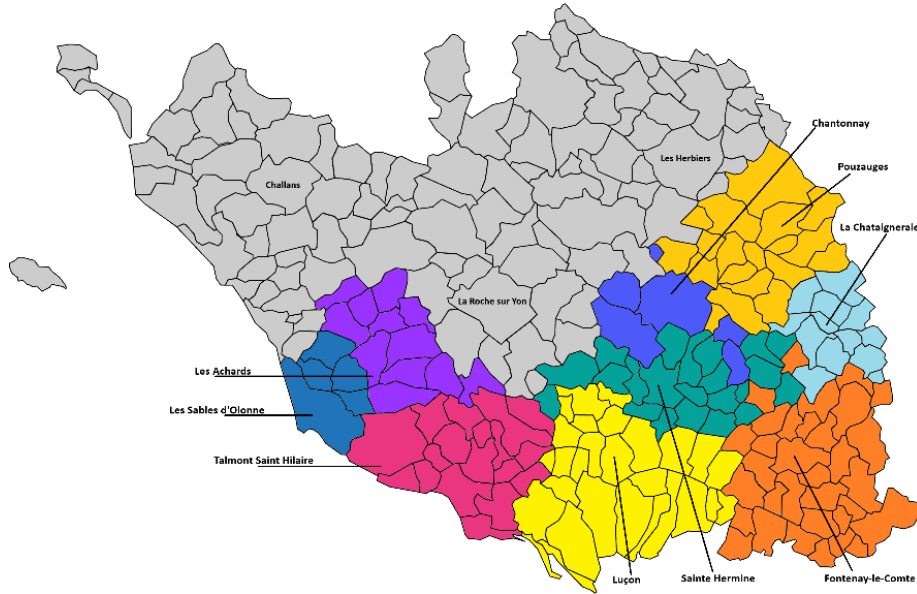 Chantonnay
Les Herbiers
Pouzauges
Challans
La Chataigneraie
La Roche sur Yon
Les Achards
Les Sables d'Olonne
Talmont Saint Hilaire
Luçon
Sainte Hermine
Fontenay-le-Comte